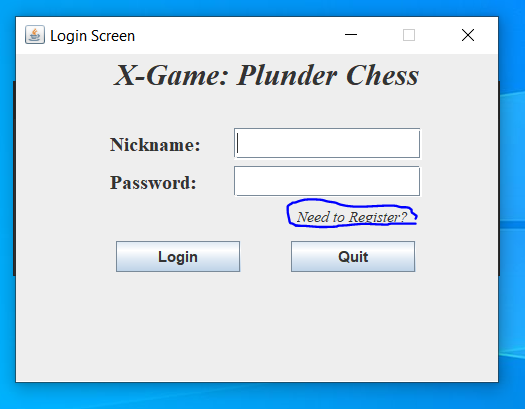 Login Screen
X-Game: Plunder Chess
Nickname:
Password:
Need to Register?
Login Quit